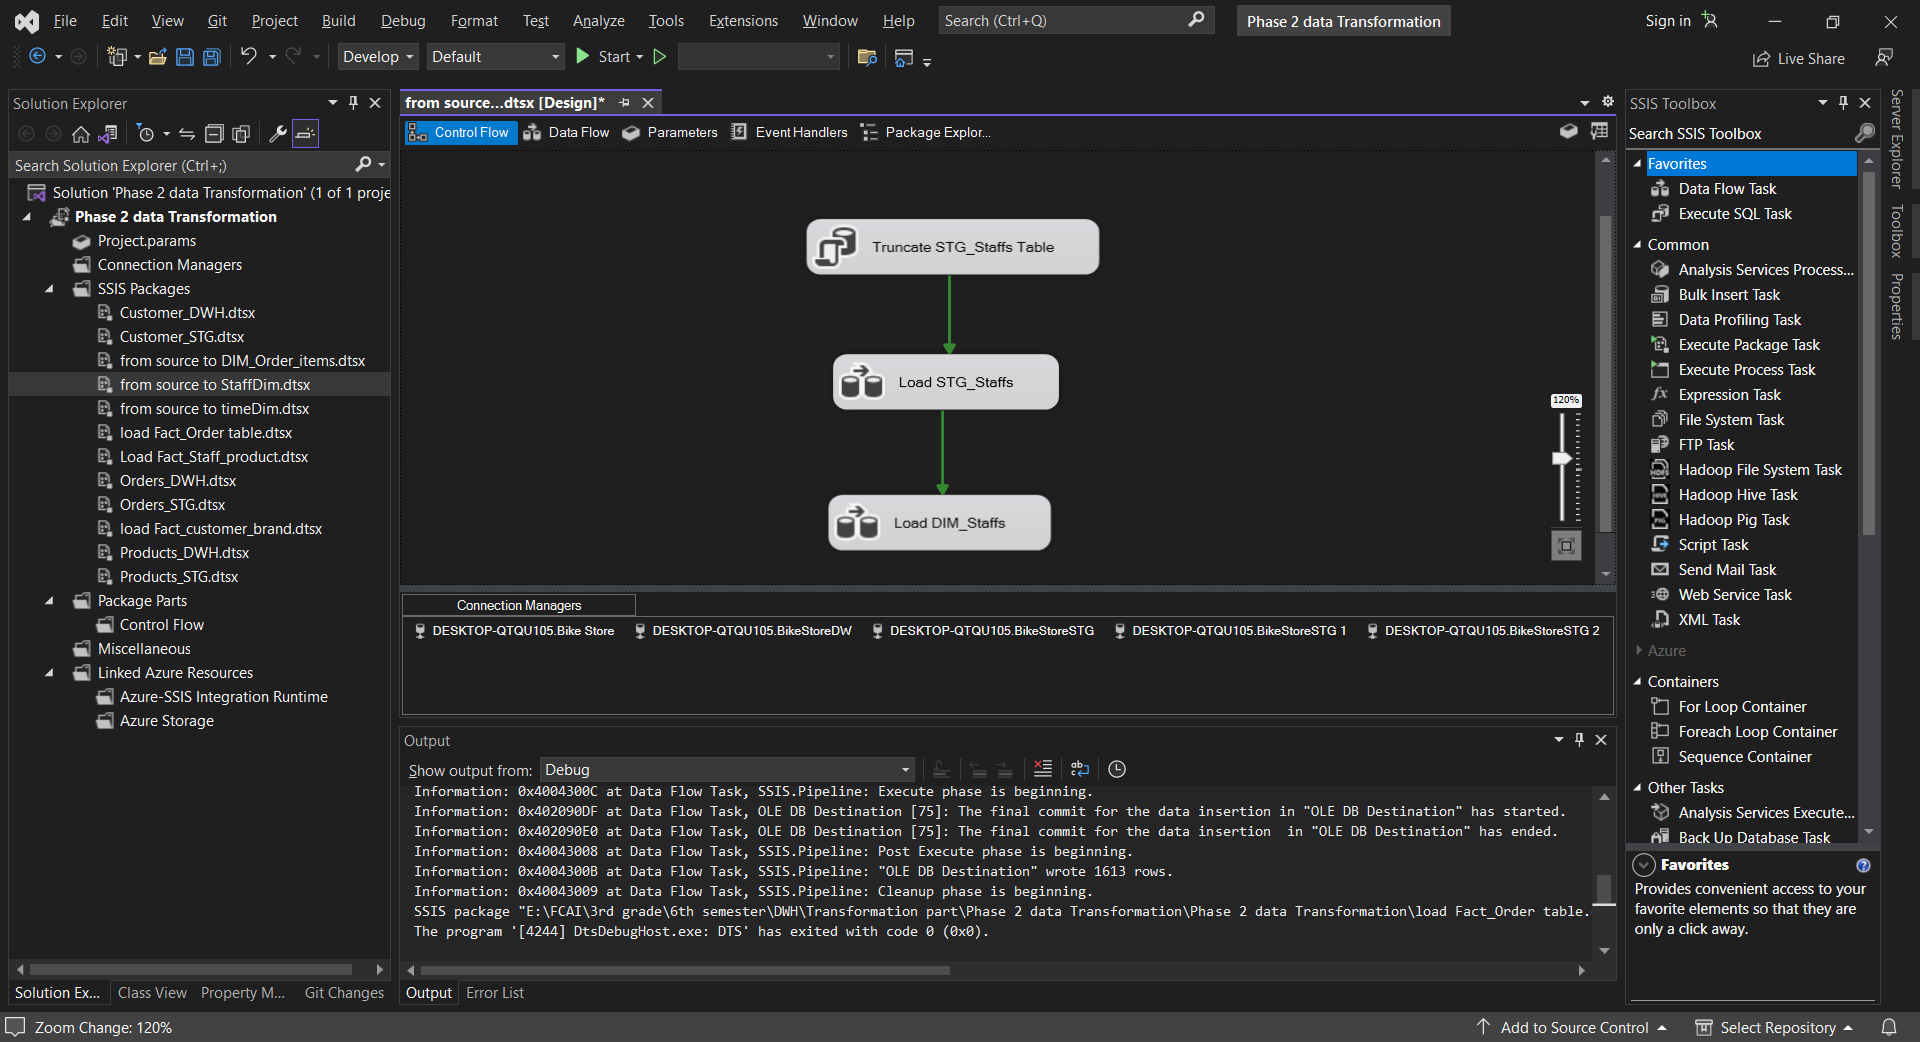 File Edit View Git Project Build Debug Format Test Analyze Tools Extensions Window Help Search (Ctrl+Q) Phase 2 data Transformation Sign in
Develop Default Start Live Share
Solution Explorer
Search Solution Explorer (Ctrl+;)
Solution 'Phase 2 data Transformation' (1 of 1 proje
Phase 2 data Transformation
Project.params
Connection Managers
SSIS Packages
Customer_DWH.dtsx
Customer_STG.dtsx
from source to DIM_Order_items.dtsx
from source to StaffDim.dtsx
from source to timeDim.dtsx
load Fact_Order table.dtsx
Load Fact_Staff_product.dtsx
Orders_DWH.dtsx
Orders_STG.dtsx
load Fact_customer_brand.dtsx
Products_DWH.dtsx
Products_STG.dtsx
Package Parts
Control Flow
Miscellaneous
Linked Azure Resources
Azure-SSIS Integration Runtime
Azure Storage
Solution Ex... Class View Property M... Git Changes
from source...dtsx [Design]*
Control Flow Data Flow Parameters Event Handlers Package Explor...
Truncate STG_Staffs Table
Load STG_Staffs
Load DIM_Staffs
120%
Connection Managers
DESKTOP-QTQU105.Bike Store DESKTOP-QTQU105.BikeStoreDW DESKTOP-QTQU105.BikeStoreSTG DESKTOP-QTQU105.BikeStoreSTG 1 DESKTOP-QTQU105.BikeStoreSTG 2
Output
Show output from: Debug
Information: 0x4004300C at Data Flow Task, SSIS.Pipeline: Execute phase is beginning.
Information: 0x402090DF at Data Flow Task, OLE DB Destination [75]: The final commit for the data insertion in "OLE DB Destination" has started.
Information: 0x402090E0 at Data Flow Task, OLE DB Destination [75]: The final commit for the data insertion  in "OLE DB Destination" has ended.
Information: 0x40043008 at Data Flow Task, SSIS.Pipeline: Post Execute phase is beginning.
Information: 0x4004300B at Data Flow Task, SSIS.Pipeline: "OLE DB Destination" wrote 1613 rows.
Information: 0x40043009 at Data Flow Task, SSIS.Pipeline: Cleanup phase is beginning.
SSIS package "E:\FCAI\3rd grade\6th semester\DWH\Transformation part\Phase 2 data Transformation\Phase 2 data Transformation\load Fact_Order table.
The program '[4244] DtsDebugHost.exe: DTS' has exited with code 0 (0x0).
Output Error List
SSIS Toolbox
Search SSIS Toolbox
Favorites
Data Flow Task
Execute SQL Task
Common
Analysis Services Process...
Bulk Insert Task
Data Profiling Task
Execute Package Task
Execute Process Task
Expression Task
File System Task
FTP Task
Hadoop File System Task
Hadoop Hive Task
Hadoop Pig Task
Script Task
Send Mail Task
Web Service Task
XML Task
Azure
Containers
For Loop Container
Foreach Loop Container
Sequence Container
Other Tasks
Analysis Services Execute...
Back Up Database Task
Favorites
Provides convenient access to your
favorite elements so that they are
only a click away.
Server Explorer
Toolbox
Properties
Zoom Change: 120% Add to Source Control Select Repository